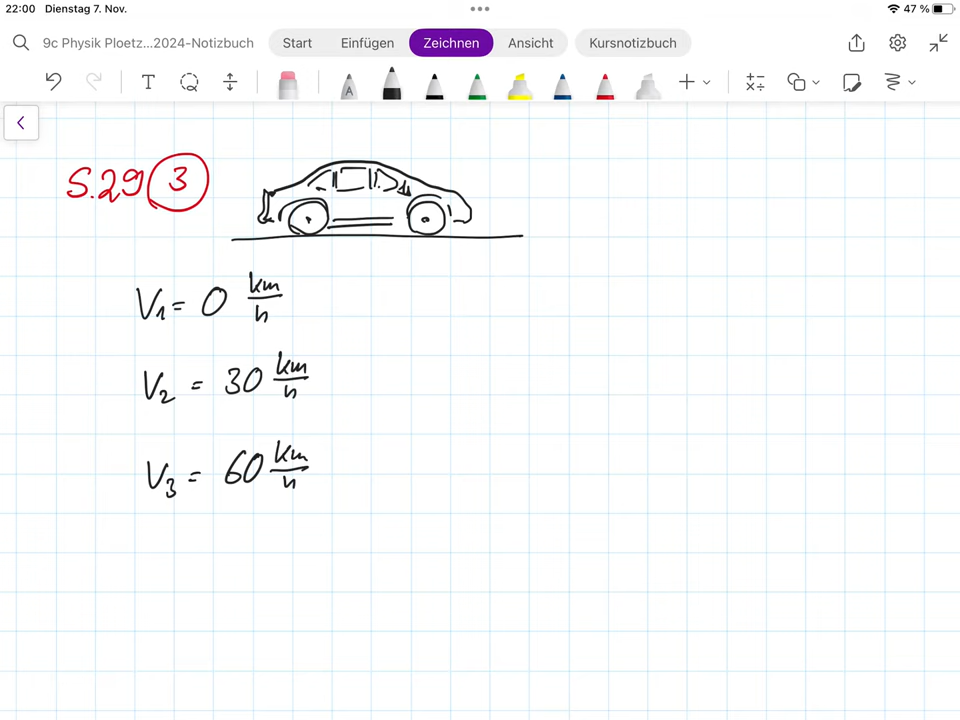 22:00 Dienstag 7. Nov. 47 %
9c Physik Ploetz...2024-Notizbuch Start Einfügen Zeichnen Ansicht Kursnotizbuch
T A
S.29 3
V₁ = 0 km/h
V₂ = 30 km/h
V₃ = 60 km/h